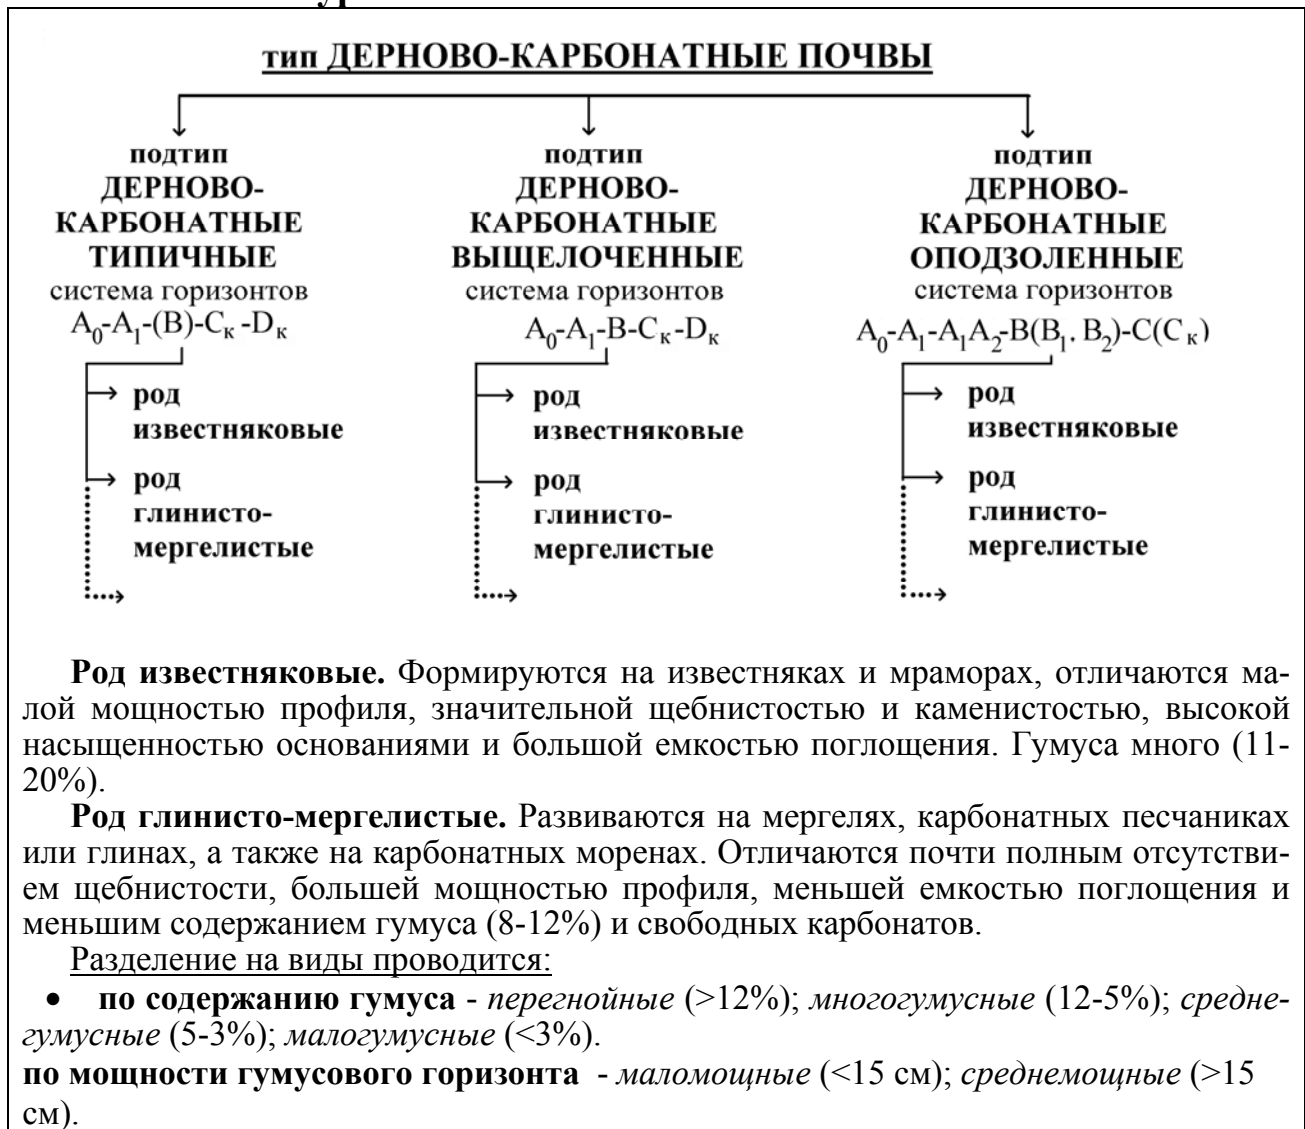 тип ДЕРНОВО-КАРБОНАТНЫЕ ПОЧВЫ
подтип
ДЕРНОВО-
КАРБОНАТНЫЕ
ТИПИЧНЫЕ
система горизонтов
A₀-A₁-(B)-Cк-Dк
род
известняковые
род
глинисто-
мергелистые
подтип
ДЕРНОВО-
КАРБОНАТНЫЕ
ВЫЩЕЛОЧЕННЫЕ
система горизонтов
A₀-A₁-B-Cк-Dк
род
известняковые
род
глинисто-
мергелистые
подтип
ДЕРНОВО-
КАРБОНАТНЫЕ
ОПОДЗОЛЕННЫЕ
система горизонтов
A₀-A₁-A₁A₂-B(B₁. B₂)-C(Cк)
род
известняковые
род
глинисто-
мергелистые
Род известняковые. Формируются на известняках и мраморах, отличаются ма-
лой мощностью профиля, значительной щебнистостью и каменистостью, высокой
насыщенностью основаниями и большой емкостью поглощения. Гумуса много (11-
20%).
Род глинисто-мергелистые. Развиваются на мергелях, карбонатных песчаниках
или глинах, а также на карбонатных моренах. Отличаются почти полным отсутстви-
ем щебнистости, большей мощностью профиля, меньшей емкостью поглощения и
меньшим содержанием гумуса (8-12%) и свободных карбонатов.
Разделение на виды проводится:
• по содержанию гумуса - перегнойные (>12%); многогумусные (12-5%); средне-
гумусные (5-3%); малогумусные (<3%).
по мощности гумусового горизонта - маломощные (<15 см); среднемощные (>15
см).